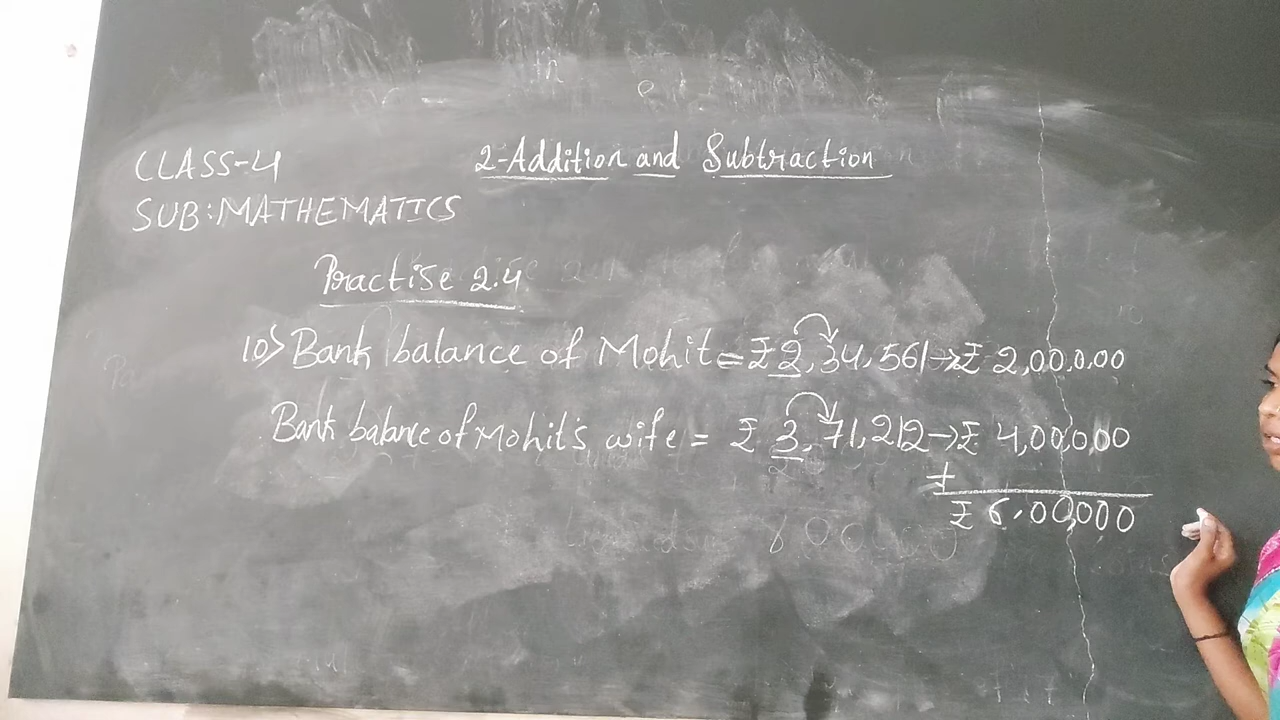 CLASS-4
2-Addition and Subtraction
SUB:MATHEMATICS
Practise 2.4
10) Bank balance of Mohit = ₹ 2,34,561 → ₹ 2,00,000
Bank balance of Mohit's wife = ₹ 3,71,212 → ₹ 4,00,000
+
₹ 6,00,000